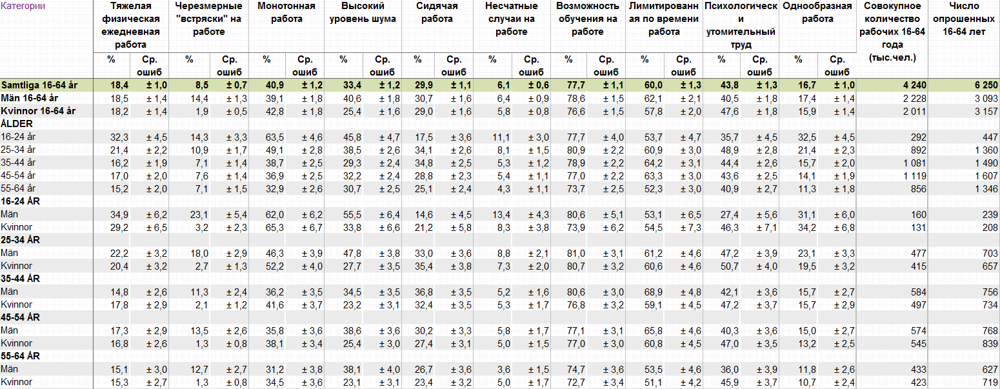 Категории Тяжелая физическая ежедневная работа Черезмерные "встряски" на работе Монотонная работа Высокий уровень шума Сидячая работа Несчатные случаи на работе Возможность обучения на работе Лимитированн ая по времени работа Психологическ и утомительный труд Однообразная работа Совокупное количество рабочих 16-64 года (тыс.чел.) Число опрошенных 16-64 лет
% Ср. ошиб % Ср. ошиб % Ср. ошиб % Ср. ошиб % Ср. ошиб % Ср. ошиб % Ср. ошиб % Ср. ошиб % Ср. ошиб % Ср. ошиб
Samtliga 16-64 år 18,4 ± 1,0 8,5 ± 0,7 40,9 ± 1,2 33,4 ± 1,2 29,9 ± 1,1 6,1 ± 0,6 77,7 ± 1,1 60,0 ± 1,3 43,8 ± 1,3 16,7 ± 1,0 4 240 6 250
Män 16-64 år 18,5 ± 1,4 14,4 ± 1,3 39,1 ± 1,8 40,6 ± 1,8 30,7 ± 1,6 6,4 ± 0,9 78,6 ± 1,5 62,1 ± 2,1 40,5 ± 1,8 17,4 ± 1,4 2 228 3 093
Kvinnor 16-64 år 18,2 ± 1,4 1,9 ± 0,5 42,8 ± 1,8 25,4 ± 1,6 29,0 ± 1,6 5,8 ± 0,8 76,6 ± 1,5 57,8 ± 2,0 47,6 ± 1,8 15,9 ± 1,4 2 011 3 157
ÅLDER
16-24 år 32,3 ± 4,5 14,3 ± 3,3 63,5 ± 4,6 45,8 ± 4,7 17,5 ± 3,6 11,1 ± 3,0 77,7 ± 4,0 53,7 ± 4,7 35,7 ± 4,5 32,5 ± 4,5 292 447
25-34 år 21,4 ± 2,2 10,9 ± 1,7 49,1 ± 2,8 38,5 ± 2,6 34,1 ± 2,6 8,1 ± 1,5 80,9 ± 2,2 60,9 ± 3,0 48,9 ± 2,8 21,4 ± 2,3 892 1 360
35-44 år 16,2 ± 1,9 7,1 ± 1,4 38,7 ± 2,5 29,3 ± 2,4 34,8 ± 2,5 5,3 ± 1,2 78,9 ± 2,2 64,2 ± 3,1 44,4 ± 2,6 15,7 ± 2,0 1 081 1 490
45-54 år 17,0 ± 2,0 7,6 ± 1,4 36,9 ± 2,5 32,2 ± 2,4 28,8 ± 2,3 5,4 ± 1,1 77,0 ± 2,2 63,3 ± 3,0 43,6 ± 2,5 14,1 ± 1,9 1 119 1 607
55-64 år 15,2 ± 2,0 7,1 ± 1,5 32,9 ± 2,6 30,7 ± 2,5 25,1 ± 2,4 4,3 ± 1,1 73,7 ± 2,5 52,3 ± 3,0 40,9 ± 2,7 11,3 ± 1,8 856 1 346
16-24 ÅR
Män 34,9 ± 6,2 23,1 ± 5,4 62,0 ± 6,2 55,5 ± 6,4 14,6 ± 4,5 13,4 ± 4,3 80,6 ± 5,1 53,1 ± 6,5 27,4 ± 5,6 31,1 ± 6,0 160 239
Kvinnor 29,2 ± 6,5 3,2 ± 2,3 65,3 ± 6,7 33,8 ± 6,6 21,2 ± 5,8 8,3 ± 3,8 73,9 ± 6,2 54,5 ± 7,3 46,3 ± 7,1 34,2 ± 6,8 131 208
25-34 ÅR
Män 22,2 ± 3,2 18,0 ± 2,9 46,3 ± 3,9 47,8 ± 3,8 33,0 ± 3,6 8,8 ± 2,1 81,0 ± 3,1 61,2 ± 4,6 47,2 ± 3,9 23,1 ± 3,3 477 703
Kvinnor 20,4 ± 3,2 2,7 ± 1,3 52,2 ± 4,0 27,7 ± 3,5 35,4 ± 3,8 7,3 ± 2,0 80,7 ± 3,2 60,6 ± 4,6 50,7 ± 4,0 19,5 ± 3,2 415 657
35-44 ÅR
Män 14,8 ± 2,6 11,3 ± 2,4 36,2 ± 3,5 34,5 ± 3,5 36,8 ± 3,5 5,2 ± 1,6 80,6 ± 3,0 68,9 ± 4,8 42,1 ± 3,6 15,7 ± 2,7 584 756
Kvinnor 17,8 ± 2,9 2,1 ± 1,2 41,6 ± 3,7 23,2 ± 3,1 32,4 ± 3,5 5,3 ± 1,7 76,8 ± 3,2 59,1 ± 4,5 47,2 ± 3,7 15,7 ± 2,9 497 734
45-54 ÅR
Män 17,3 ± 2,9 13,5 ± 2,6 35,8 ± 3,6 38,6 ± 3,6 30,2 ± 3,3 5,8 ± 1,7 77,1 ± 3,1 65,8 ± 4,6 40,3 ± 3,6 15,0 ± 2,7 574 768
Kvinnor 16,8 ± 2,6 1,3 ± 0,8 38,1 ± 3,4 25,4 ± 3,0 27,4 ± 3,1 5,0 ± 1,5 77,0 ± 3,0 60,8 ± 4,5 47,0 ± 3,5 13,2 ± 2,5 545 839
55-64 ÅR
Män 15,1 ± 3,0 12,7 ± 2,7 31,2 ± 3,8 38,1 ± 4,0 26,7 ± 3,6 3,6 ± 1,5 74,7 ± 3,6 53,5 ± 4,6 36,0 ± 3,9 11,8 ± 2,6 433 627
Kvinnor 15,3 ± 2,7 1,3 ± 0,8 34,5 ± 3,6 23,1 ± 3,1 23,4 ± 3,2 5,0 ± 1,7 72,7 ± 3,4 51,1 ± 4,2 45,9 ± 3,7 10,7 ± 2,4 423 719